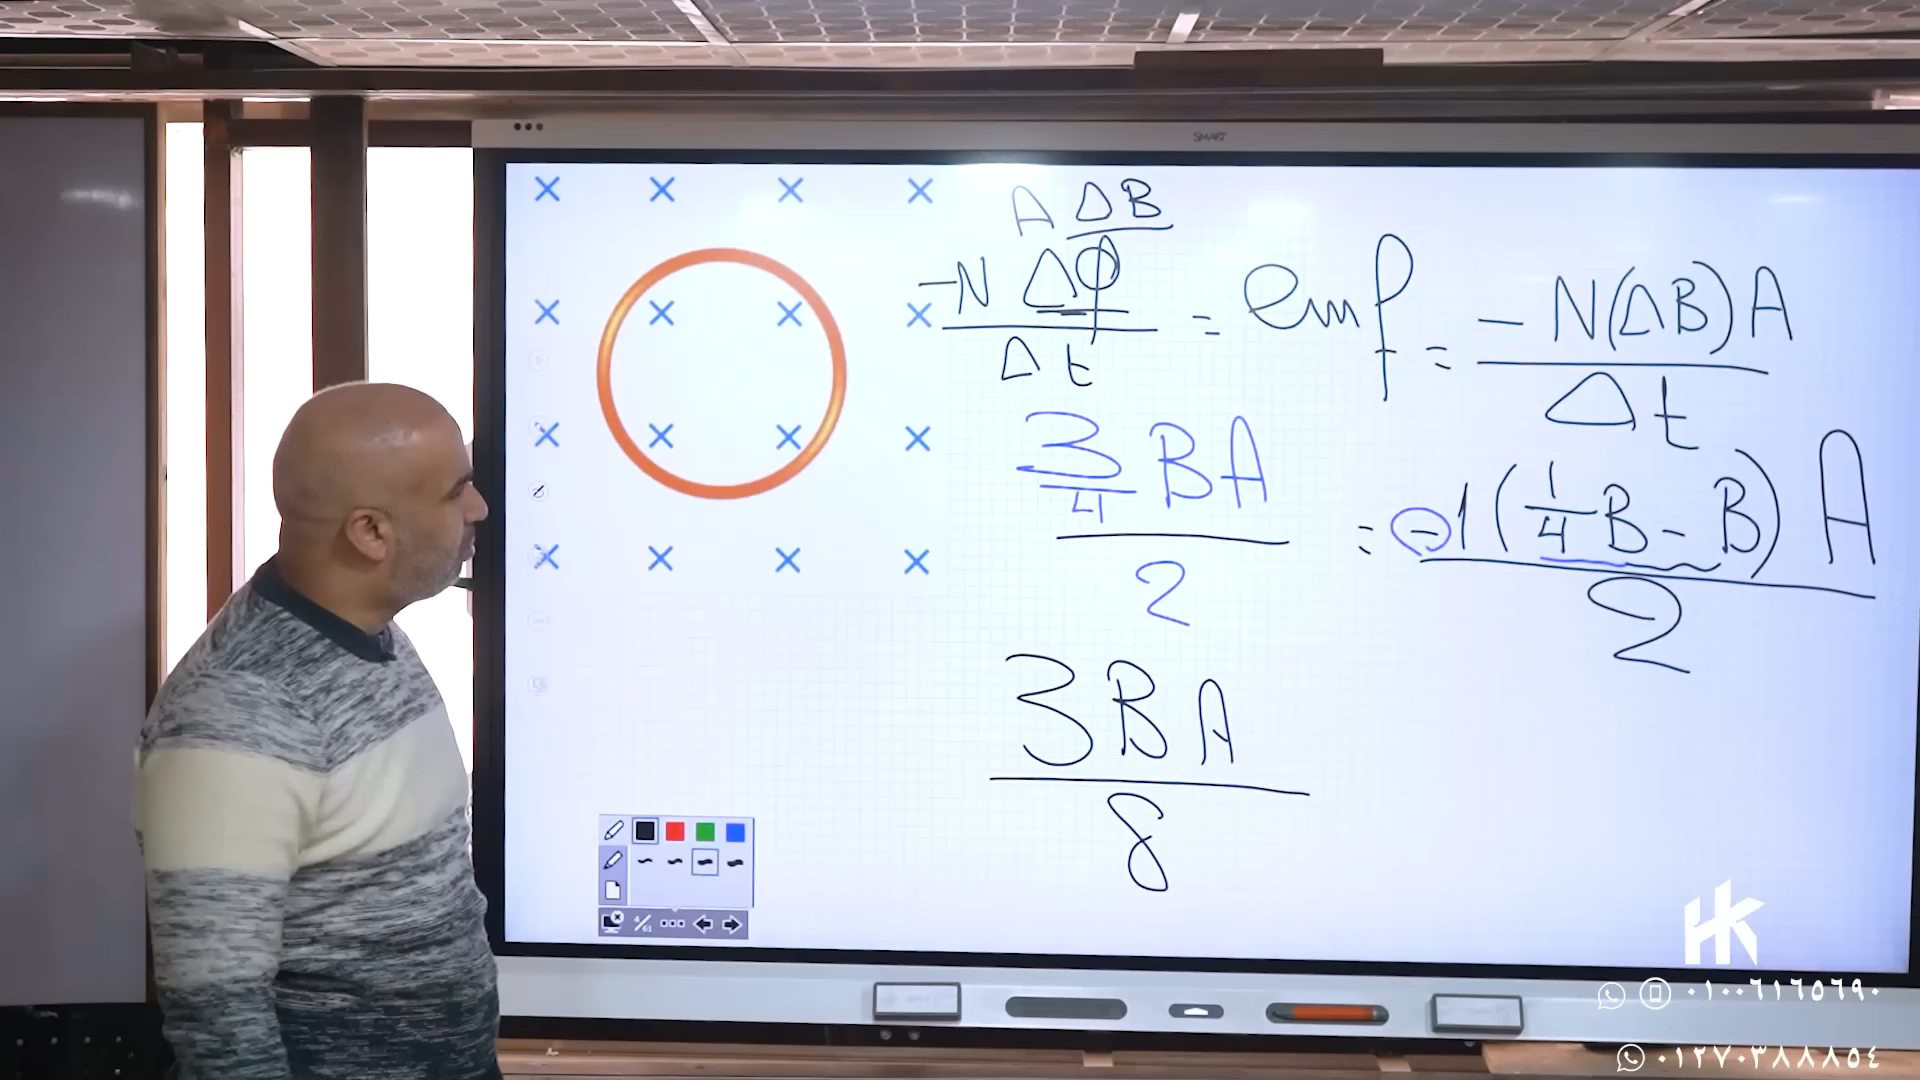 SMART
A ΔB
-N Δφ / Δt = emf = -N(ΔB)A / Δt
3/4 BA / 2 = -1(1/4 B - B) A / 2
3BA / 8
HK
٠١٠٠٦١٦٥٦٩٠
٠١٢٧٠٣٨٨٨٥٤